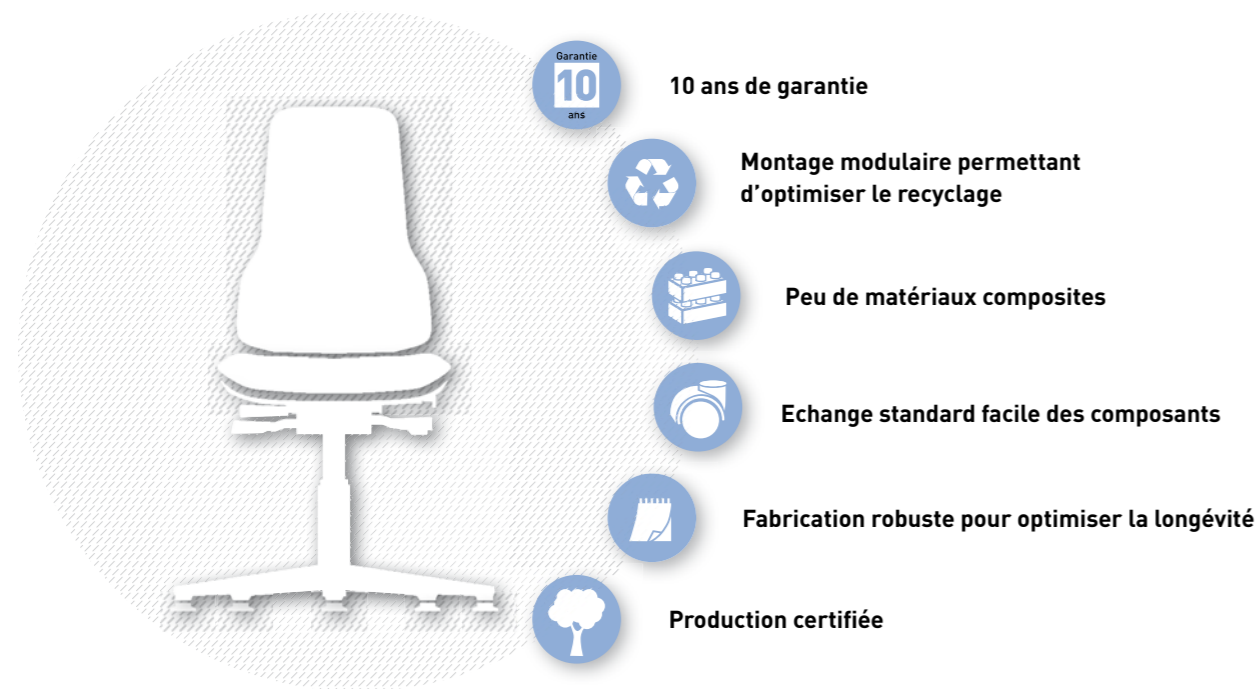 Garantie
10
ans
10 ans de garantie
Montage modulaire permettant
d’optimiser le recyclage
Peu de matériaux composites
Echange standard facile des composants
Fabrication robuste pour optimiser la longévité
Production certifiée